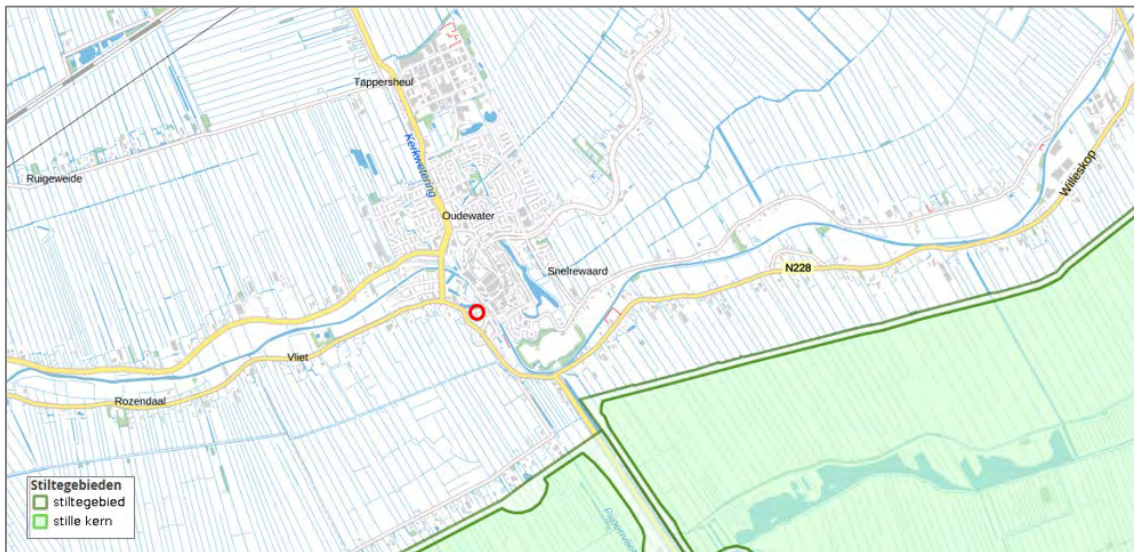 Tappersheul
Kerkwetering
Ruigeweide
Willeskop
Oudewater
Snelrewaard
N228
Vliet
Rozendaal
Stiltegebieden
stiltegebied
stille kern